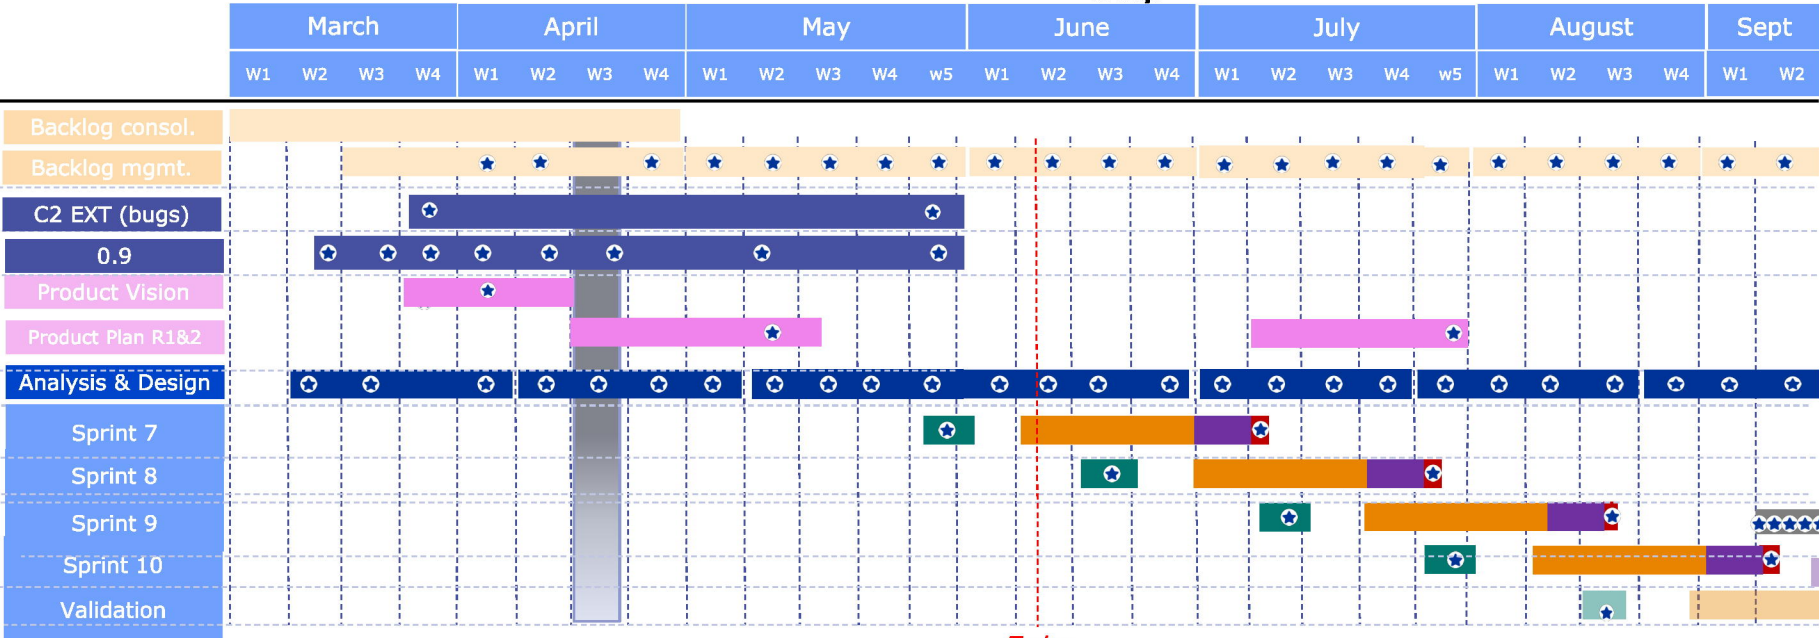 March April May June July August Sept
W1 W2 W3 W4 W1 W2 W3 W4 W1 W2 W3 W4 w5 W1 W2 W3 W4 W1 W2 W3 W4 w5 W1 W2 W3 W4 W1 W2
Backlog consol.
Backlog mgmt.
C2 EXT (bugs)
0.9
Product Vision
Product Plan R1&2
Analysis & Design
Sprint 7
Sprint 8
Sprint 9
Sprint 10
Validation